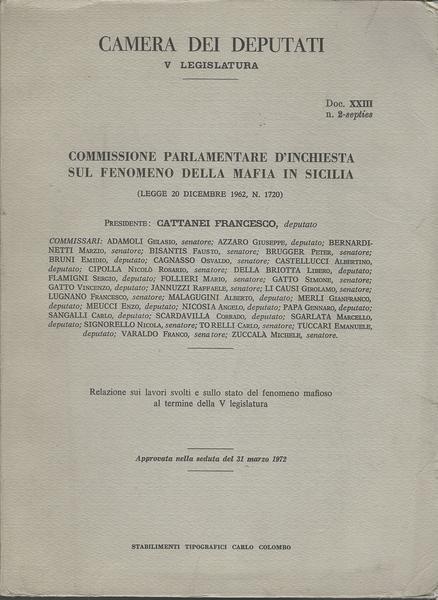 CAMERA DEI DEPUTATI
V LEGISLATURA
Doc. XXIII
n. 2-septies
COMMISSIONE PARLAMENTARE D'INCHIESTA
SUL FENOMENO DELLA MAFIA IN SICILIA
(LEGGE 20 DICEMBRE 1962, N. 1720)
PRESIDENTE: CATTANEI FRANCESCO, deputato
COMMISSARI: ADAMOLI GELASIO, senatore; AZZARO GIUSEPPE, deputato; BERNARDI-
NETTI MARZIO, senatore; BISANTIS FAUSTO, senatore; BRUGGER PETER, senatore;
BRUNI EMIDIO, deputato; CAGNASSO OSVALDO, senatore; CASTELLUCCI ALBERTINO,
deputato; CIPOLLA NICOLÒ ROSARIO, senatore; DELLA BRIOTTA LIBERO, deputato;
FLAMIGNI SERGIO, deputato; FOLLIERI MARIO, senatore; GATTO SIMONE, senatore;
GATTO VINCENZO, deputato; JANNUZZI RAFFAELE, senatore; LI CAUSI GIROLAMO, senatore;
LUGNANO FRANCESCO, senatore; MALAGUGINI ALBERTO, deputato; MERLI GIANFRANCO,
deputato; MEUCCI ENZO, deputato; NICOSIA ANGELO, deputato; PAPA GENNARO, deputato;
SANGALLI CARLO, deputato; SCARDAVILLA CORRADO, deputato; SGARLATA MARCELLO,
deputato; SIGNORELLO NICOLA, senatore; TORELLI CARLO, senatore; TUCCARI EMANUELE,
deputato; VARALDO FRANCO, senatore; ZUCCALÀ MICHELE, senatore.
Relazione sui lavori svolti e sullo stato del fenomeno mafioso
al termine della V legislatura
Approvata nella seduta del 31 marzo 1972
STABILIMENTI TIPOGRAFICI CARLO COLOMBO